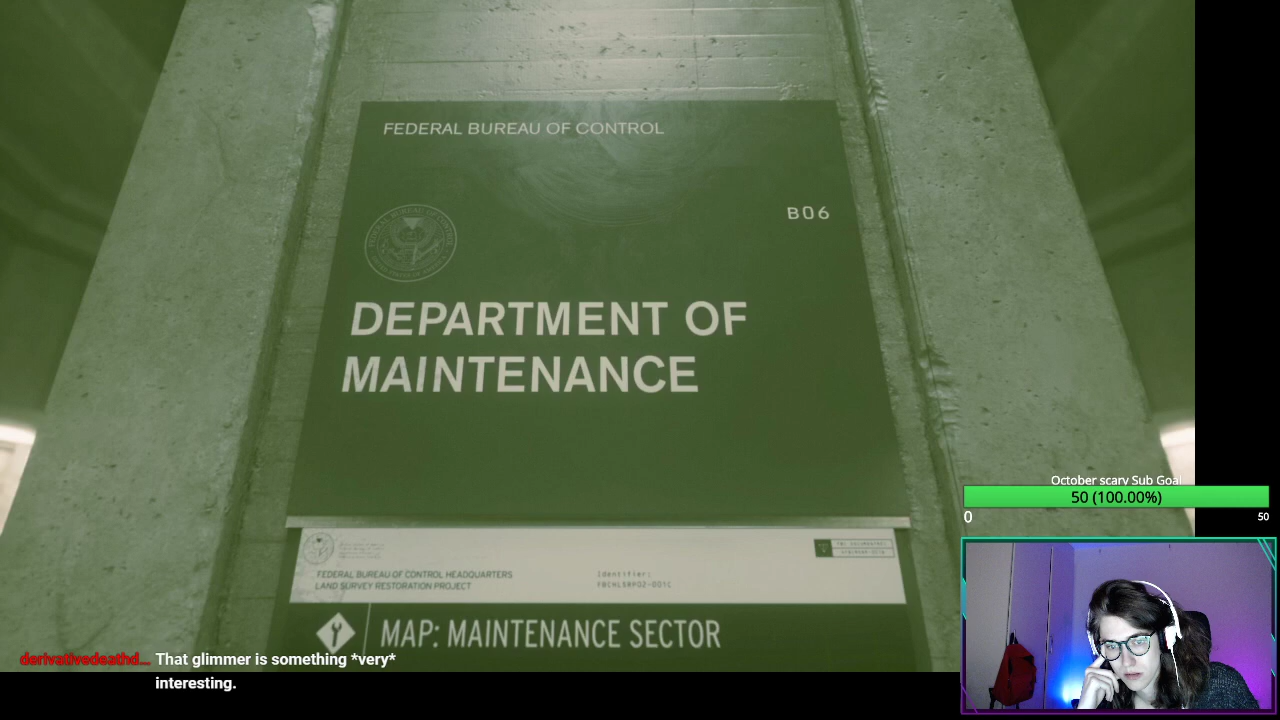 FEDERAL BUREAU OF CONTROL
B06
DEPARTMENT OF
MAINTENANCE
FEDERAL BUREAU OF CONTROL HEADQUARTERS
LAND SURVEY RESTORATION PROJECT
Identifier:
MAP: MAINTENANCE SECTOR
derivativedeathd... That glimmer is something *very*
interesting.
October scary Sub Goal
50 (100.00%)
0
50